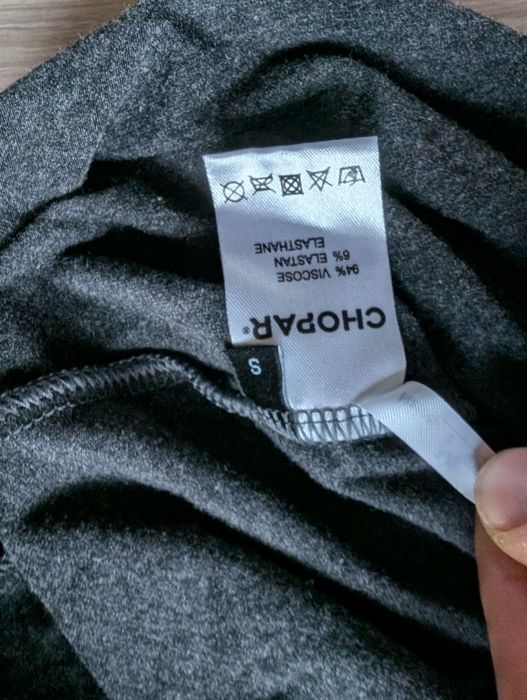 CHOPAR®
94% VISCOSE
6% ELASTAN
ELASTHANE
S